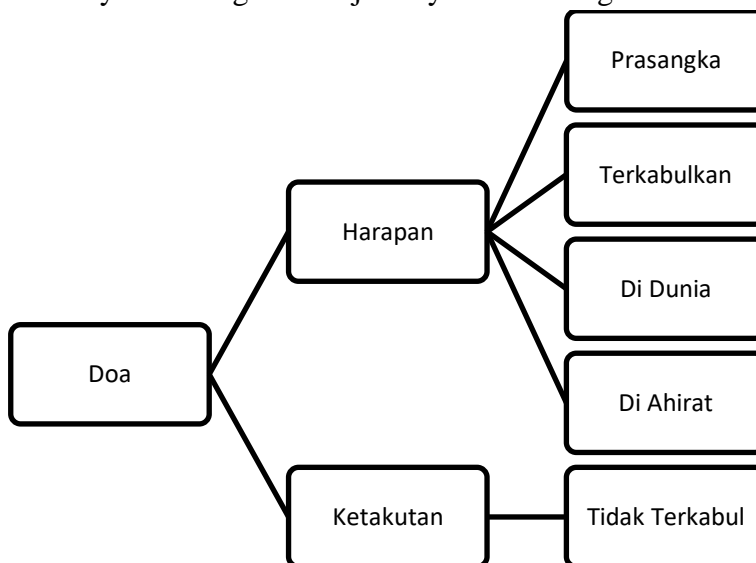 Prasangka
Terkabulkan
Harapan
Di Dunia
Doa
Di Ahirat
Ketakutan
Tidak Terkabul